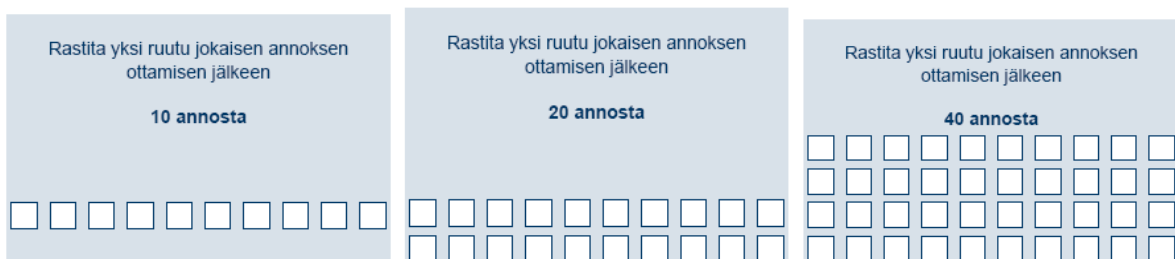 Rastita yksi ruutu jokaisen annoksen
ottamisen jälkeen
10 annosta
Rastita yksi ruutu jokaisen annoksen
ottamisen jälkeen
20 annosta
Rastita yksi ruutu jokaisen annoksen
ottamisen jälkeen
40 annosta